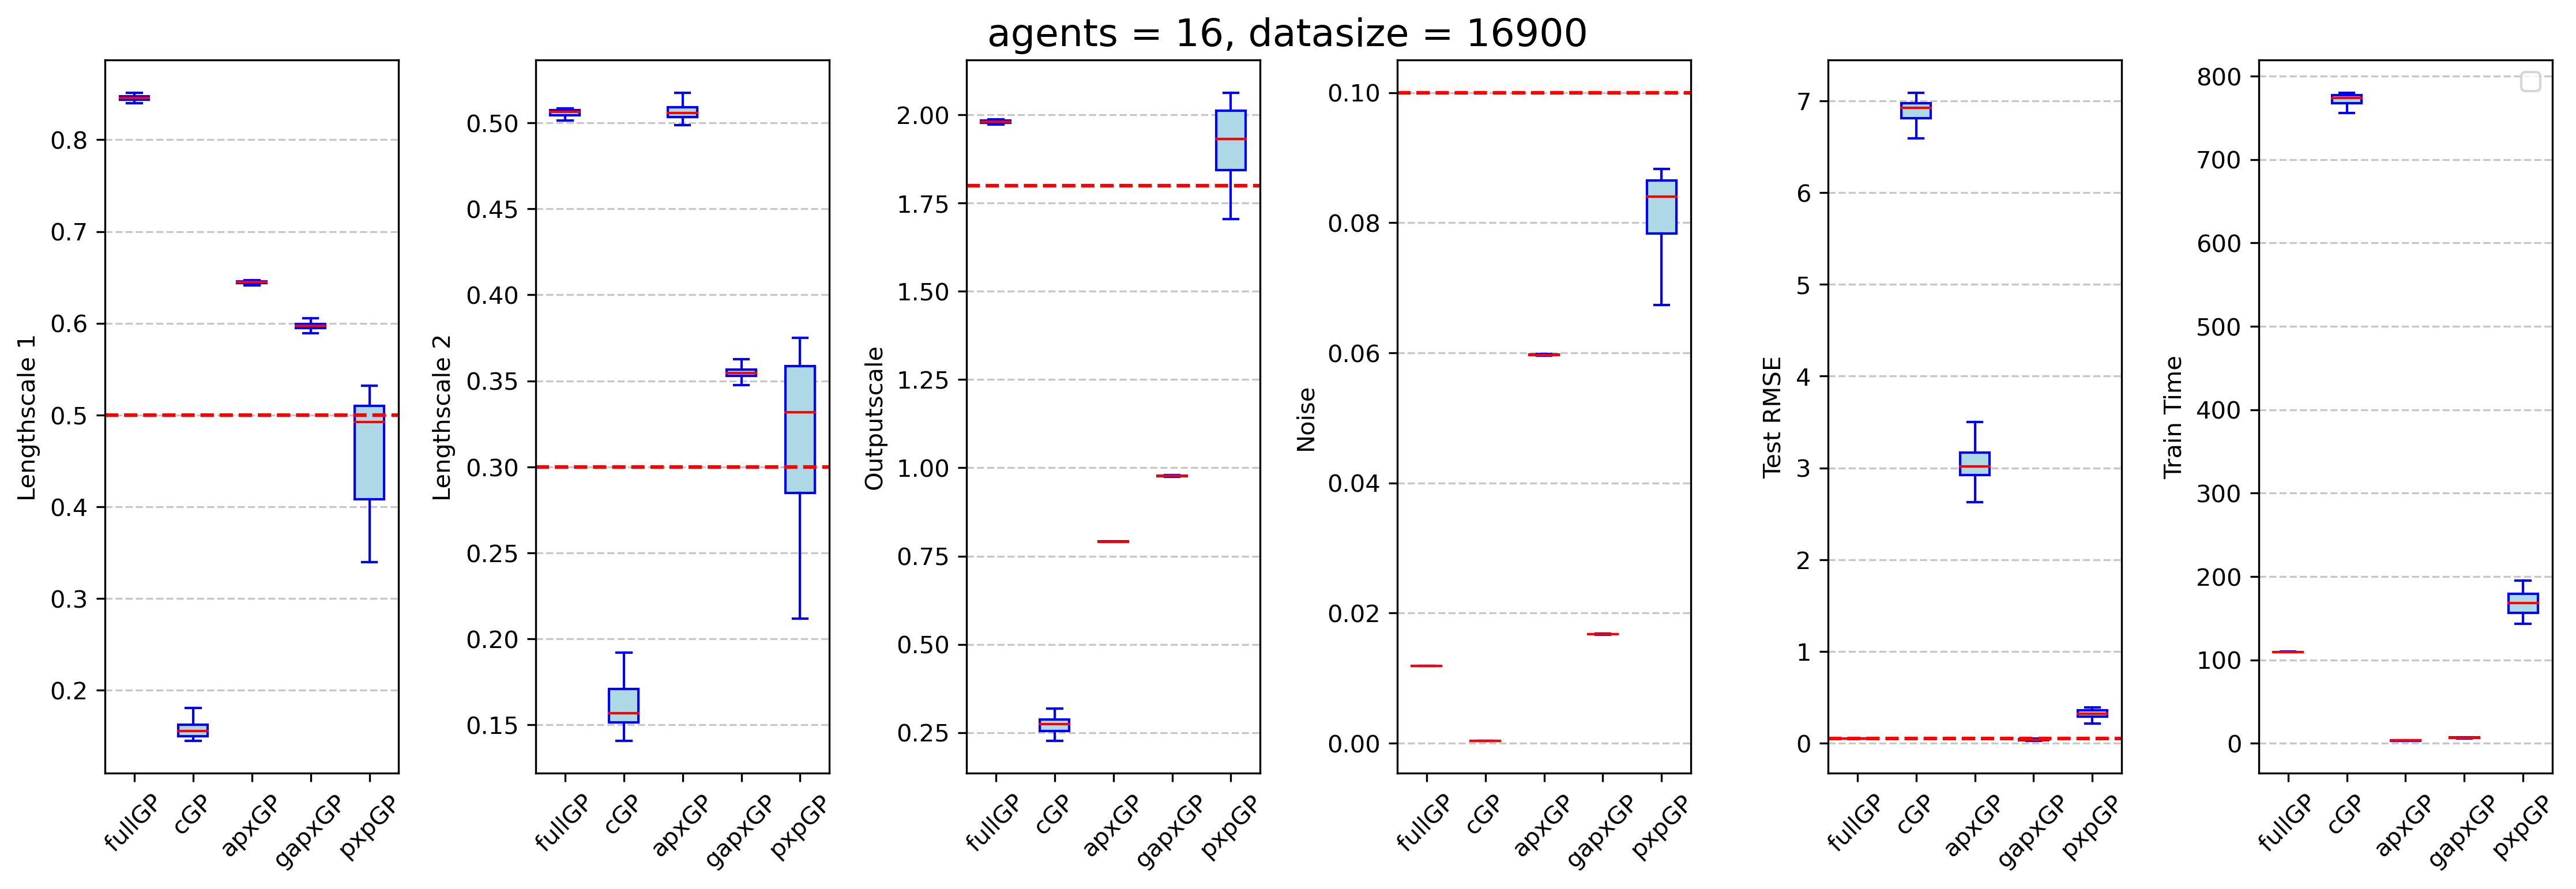 agents = 16, datasize = 16900
Lengthscale 1
0.8
0.7
0.6
0.5
0.4
0.3
0.2
fullGP
cGP
apxGP
gapxGP
pxpGP
Lengthscale 2
0.50
0.45
0.40
0.35
0.30
0.25
0.20
0.15
fullGP
cGP
apxGP
gapxGP
pxpGP
Outputscale
2.00
1.75
1.50
1.25
1.00
0.75
0.50
0.25
fullGP
cGP
apxGP
gapxGP
pxpGP
Noise
0.10
0.08
0.06
0.04
0.02
0.00
fullGP
cGP
apxGP
gapxGP
pxpGP
Test RMSE
7
6
5
4
3
2
1
0
fullGP
cGP
apxGP
gapxGP
pxpGP
Train Time
800
700
600
500
400
300
200
100
0
fullGP
cGP
apxGP
gapxGP
pxpGP